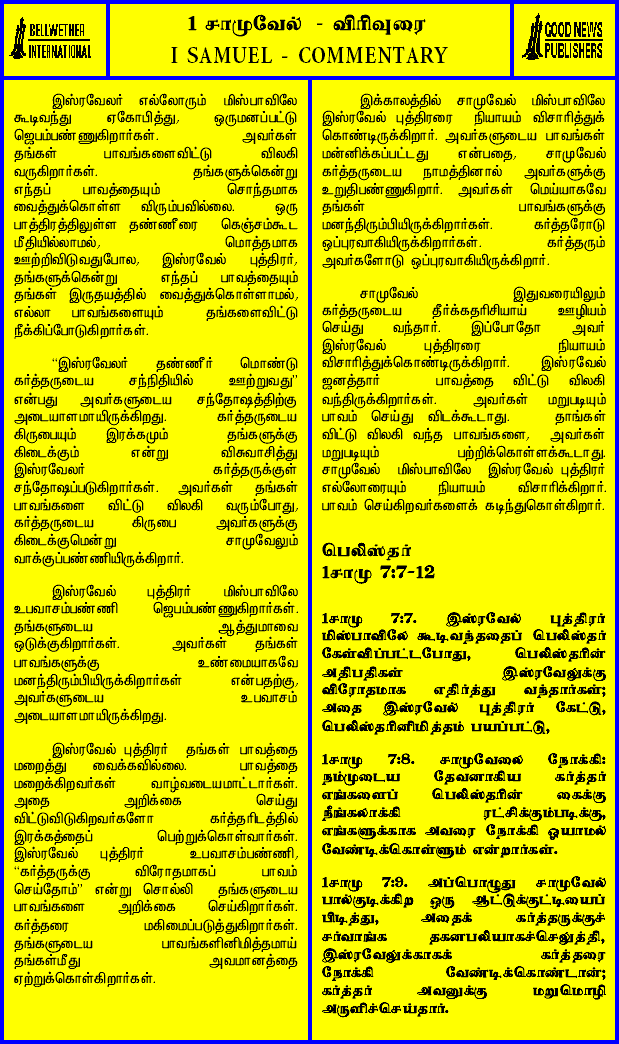 BELLWETHER
INTERNATIONAL
1 சாமுவேல் - விரிவுரை
I SAMUEL - COMMENTARY
GOOD NEWS
PUBLISHERS
இஸ்ரவேலர் எல்லோரும் மிஸ்பாவிலே
கூடிவந்து ஏகோபித்து, ஒருமனப்பட்டு
ஜெபம்பண்ணுகிறார்கள். அவர்கள்
தங்கள் பாவங்களைவிட்டு விலகி
வருகிறார்கள். தங்களுக்கென்று
எந்தப் பாவத்தையும் சொந்தமாக
வைத்துக்கொள்ள விரும்பவில்லை. ஒரு
பாத்திரத்திலுள்ள தண்ணீரை கொஞ்சம்கூட
மீதியில்லாமல், மொத்தமாக
ஊற்றிவிடுவதுபோல, இஸ்ரவேல் புத்திரர்,
தங்களுக்கென்று எந்தப் பாவத்தையும்
தங்கள் இருதயத்தில் வைத்துக்கொள்ளாமல்,
எல்லா பாவங்களையும் தங்களைவிட்டு
நீக்கிப்போடுகிறார்கள்.
“இஸ்ரவேலர் தண்ணீர் மொண்டு
கர்த்தருடைய சந்நிதியில் ஊற்றுவது”
என்பது அவர்களுடைய சந்தோஷத்திற்கு
அடையாளமாயிருக்கிறது. கர்த்தருடைய
கிருபையும் இரக்கமும் தங்களுக்கு
கிடைக்கும் என்று விசுவாசித்து
இஸ்ரவேலர் கர்த்தருக்குள்
சந்தோஷப்படுகிறார்கள். அவர்கள் தங்கள்
பாவங்களை விட்டு விலகி வரும்போது,
கர்த்தருடைய கிருபை அவர்களுக்கு
கிடைக்குமென்று சாமுவேலும்
வாக்குப்பண்ணியிருக்கிறார்.
இஸ்ரவேல் புத்திரர் மிஸ்பாவிலே
உபவாசம்பண்ணி ஜெபம்பண்ணுகிறார்கள்.
தங்களுடைய ஆத்துமாவை
ஒடுக்குகிறார்கள். அவர்கள் தங்கள்
பாவங்களுக்கு உண்மையாகவே
மனந்திரும்பியிருக்கிறார்கள் என்பதற்கு,
அவர்களுடைய உபவாசம்
அடையாளமாயிருக்கிறது.
இஸ்ரவேல் புத்திரர் தங்கள் பாவத்தை
மறைத்து வைக்கவில்லை. பாவத்தை
மறைக்கிறவர்கள் வாழ்வடையமாட்டார்கள்.
அதை அறிக்கை செய்து
விட்டுவிடுகிறவர்களோ கர்த்தரிடத்தில்
இரக்கத்தைப் பெற்றுக்கொள்வார்கள்.
இஸ்ரவேல் புத்திரர் உபவாசம்பண்ணி,
“கர்த்தருக்கு விரோதமாகப் பாவம்
செய்தோம்” என்று சொல்லி தங்களுடைய
பாவங்களை அறிக்கை செய்கிறார்கள்.
கர்த்தரை மகிமைப்படுத்துகிறார்கள்.
தங்களுடைய பாவங்களினிமித்தமாய்
தங்கள்மீது அவமானத்தை
ஏற்றுக்கொள்கிறார்கள்.
இக்காலத்தில் சாமுவேல் மிஸ்பாவிலே
இஸ்ரவேல் புத்திரரை நியாயம் விசாரித்துக்
கொண்டிருக்கிறார். அவர்களுடைய பாவங்கள்
மன்னிக்கப்பட்டது என்பதை, சாமுவேல்
கர்த்தருடைய நாமத்தினால் அவர்களுக்கு
உறுதிபண்ணுகிறார். அவர்கள் மெய்யாகவே
தங்கள் பாவங்களுக்கு
மனந்திரும்பியிருக்கிறார்கள். கர்த்தரோடு
ஒப்புரவாகியிருக்கிறார்கள். கர்த்தரும்
அவர்களோடு ஒப்புரவாகியிருக்கிறார்.
சாமுவேல் இதுவரையிலும்
கர்த்தருடைய தீர்க்கதரிசியாய் ஊழியம்
செய்து வந்தார். இப்போதோ அவர்
இஸ்ரவேல் புத்திரரை நியாயம்
விசாரித்துக்கொண்டிருக்கிறார். இஸ்ரவேல்
ஜனத்தார் பாவத்தை விட்டு விலகி
வந்திருக்கிறார்கள். அவர்கள் மறுபடியும்
பாவம் செய்து விடக்கூடாது. தாங்கள்
விட்டு விலகி வந்த பாவங்களை, அவர்கள்
மறுபடியும் பற்றிக்கொள்ளக்கூடாது.
சாமுவேல் மிஸ்பாவிலே இஸ்ரவேல் புத்திரர்
எல்லோரையும் நியாயம் விசாரிக்கிறார்.
பாவம் செய்கிறவர்களைக் கடிந்துகொள்கிறார்.
பெலிஸ்தர்
1சாமு 7:7-12
1சாமு 7:7. இஸ்ரவேல் புத்திரர்
மிஸ்பாவிலே கூடிவந்ததைப் பெலிஸ்தர்
கேள்விப்பட்டபோது, பெலிஸ்தரின்
அதிபதிகள் இஸ்ரவேலுக்கு
விரோதமாக எதிர்த்து வந்தார்கள்;
அதை இஸ்ரவேல் புத்திரர் கேட்டு,
பெலிஸ்தரினிமித்தம் பயப்பட்டு,
1சாமு 7:8. சாமுவேலை நோக்கி:
நம்முடைய தேவனாகிய கர்த்தர்
எங்களைப் பெலிஸ்தரின் கைக்கு
நீங்கலாக்கி ரட்சிக்கும்படிக்கு,
எங்களுக்காக அவரை நோக்கி ஓயாமல்
வேண்டிக்கொள்ளும் என்றார்கள்.
1சாமு 7:9. அப்பொழுது சாமுவேல்
பால்குடிக்கிற ஒரு ஆட்டுக்குட்டியைப்
பிடித்து, அதைக் கர்த்தருக்குச்
சர்வாங்க தகனபலியாகச்செலுத்தி,
இஸ்ரவேலுக்காகக் கர்த்தரை
நோக்கி வேண்டிக்கொண்டான்;
கர்த்தர் அவனுக்கு மறுமொழி
அருளிச்செய்தார்.